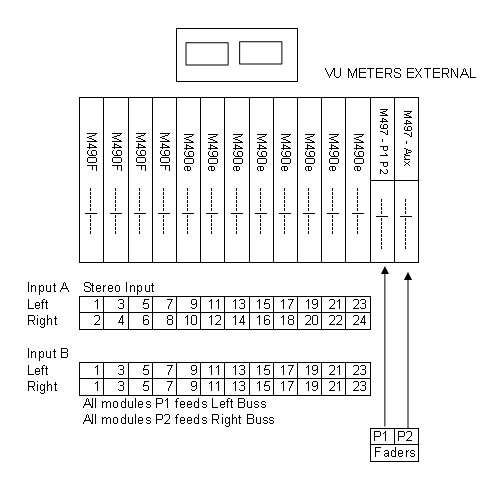 VU METERS EXTERNAL
M490F M490F M490F M490F M490e M490e M490e M490e M490e M490e M490e M490e M497 - P1 P2 M497 - Aux
Input A Stereo Input
Left 1 3 5 7 9 11 13 15 17 19 21 23
Right 2 4 6 8 10 12 14 16 18 20 22 24
Input B
Left 1 3 5 7 9 11 13 15 17 19 21 23
Right 1 3 5 7 9 11 13 15 17 19 21 23
All modules P1 feeds Left Buss
All modules P2 feeds Right Buss
P1 P2
Faders